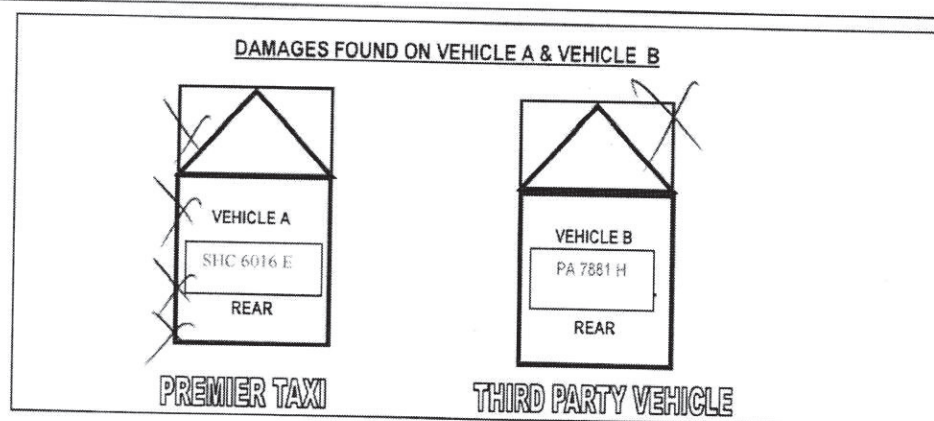 DAMAGES FOUND ON VEHICLE A & VEHICLE B
VEHICLE A
SHC 6016 E
REAR
PREMIER TAXI
VEHICLE B
PA 7881 H
REAR
THIRD PARTY VEHICLE